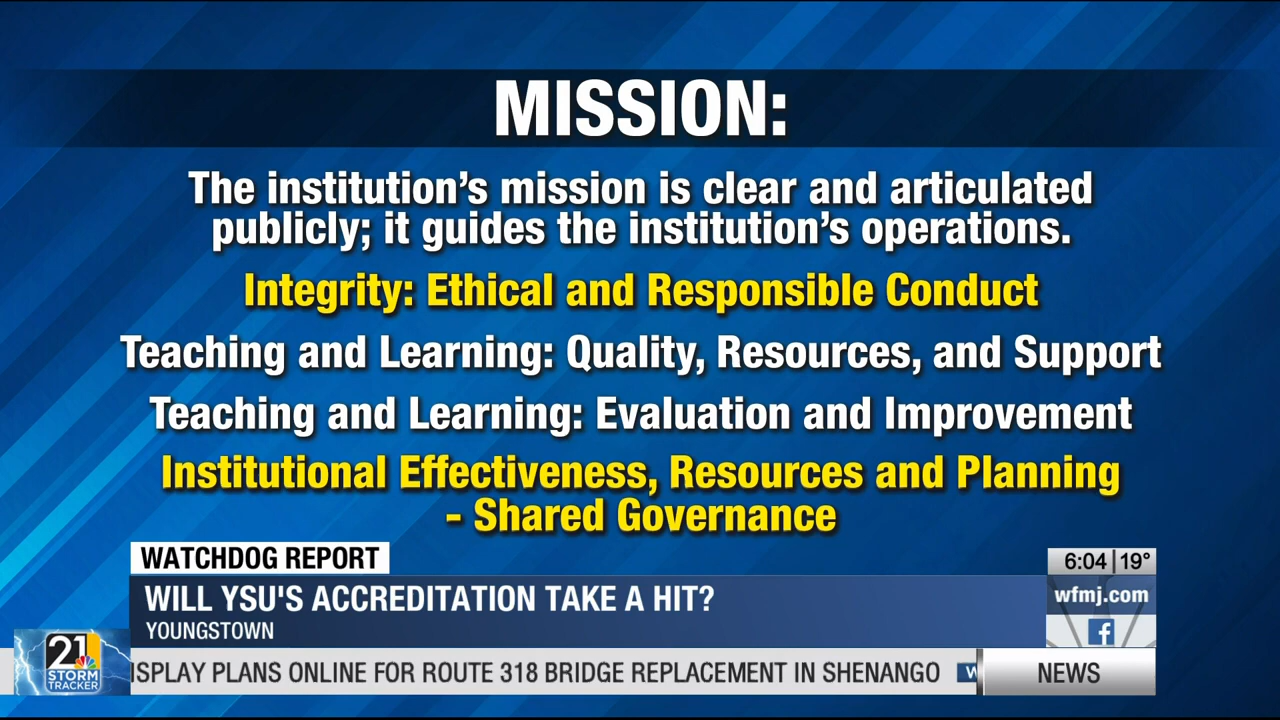 MISSION:
The institution's mission is clear and articulated
publicly; it guides the institution's operations.
Integrity: Ethical and Responsible Conduct
Teaching and Learning: Quality, Resources, and Support
Teaching and Learning: Evaluation and Improvement
Institutional Effectiveness, Resources and Planning
- Shared Governance
WATCHDOG REPORT
WILL YSU'S ACCREDITATION TAKE A HIT?
YOUNGSTOWN
6:04 | 19°
wfmj.com
21
STORM
TRACKER
PLANS ONLINE FOR ROUTE 318 BRIDGE REPLACEMENT IN SHENANGO
NEWS